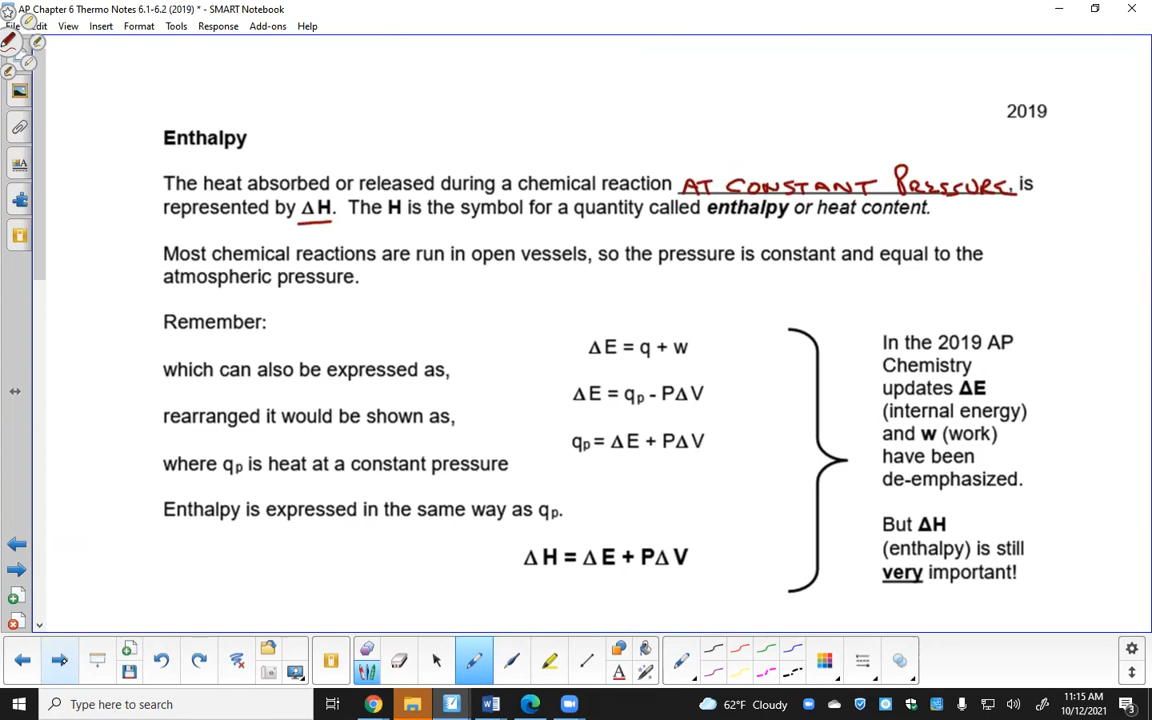 AP Chapter 6 Thermo Notes 6.1-6.2 (2019) * - SMART Notebook
File Edit View Insert Format Tools Reports Add-ons Help
2019
Enthalpy
The heat absorbed or released during a chemical reaction AT CONSTANT PRESSURE. is
represented by ΔH. The H is the symbol for a quantity called enthalpy or heat content.
Most chemical reactions are run in open vessels, so the pressure is constant and equal to the
atmospheric pressure.
Remember:
ΔE = q + w
which can also be expressed as,
ΔE = qp - PΔV
rearranged it would be shown as,
qp = ΔE + PΔV
where qp is heat at a constant pressure
Enthalpy is expressed in the same way as qp.
ΔH = ΔE + PΔV
In the 2019 AP
Chemistry
updates ΔE
(internal energy)
and w (work)
have been
de-emphasized.
But ΔH
(enthalpy) is still
very important!
Type here to search
62°F Cloudy
11:15 AM
10/12/2021
3